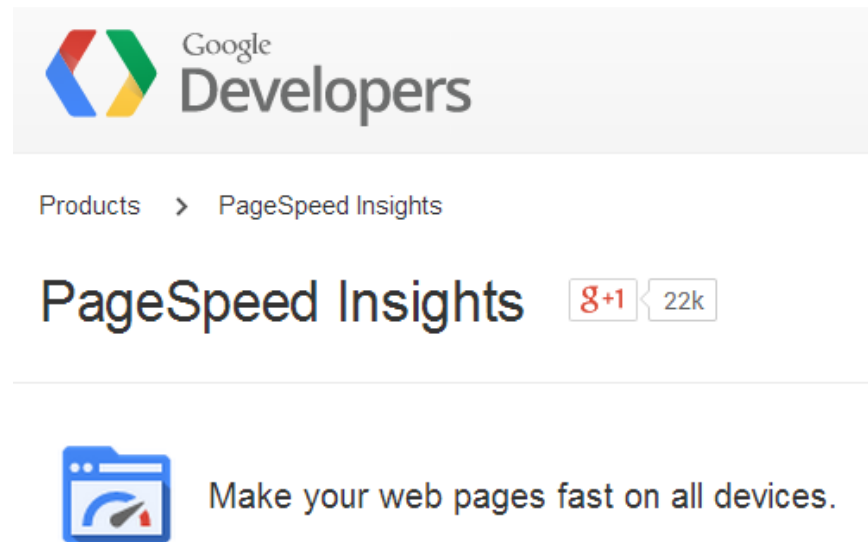 Google
Developers
Products > PageSpeed Insights
PageSpeed Insights g+1 22k
Make your web pages fast on all devices.